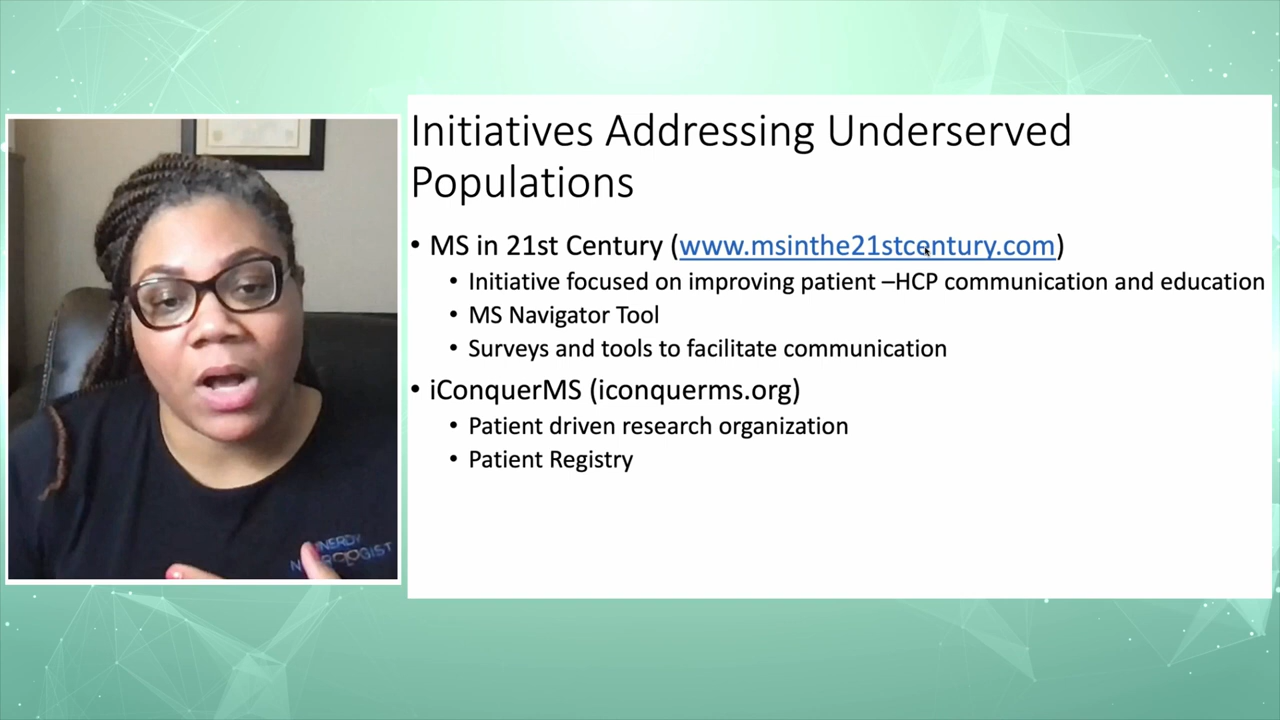 Initiatives Addressing Underserved
Populations
• MS in 21st Century (www.msinthe21stcentury.com)
• Initiative focused on improving patient –HCP communication and education
• MS Navigator Tool
• Surveys and tools to facilitate communication
• iConquerMS (iconquerms.org)
• Patient driven research organization
• Patient Registry